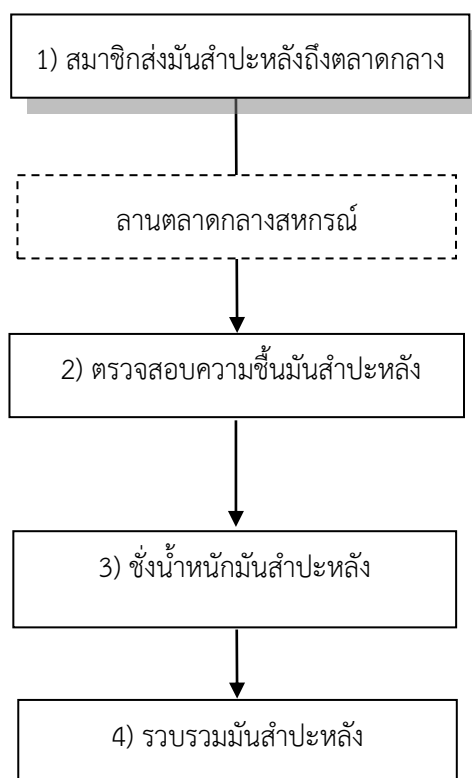 1) สมาชิกส่งมันสำปะหลังถึงตลาดกลาง
ลานตลาดกลางสหกรณ์
2) ตรวจสอบความชื้นมันสำปะหลัง
3) ชั่งน้ำหนักมันสำปะหลัง
4) รวบรวมมันสำปะหลัง